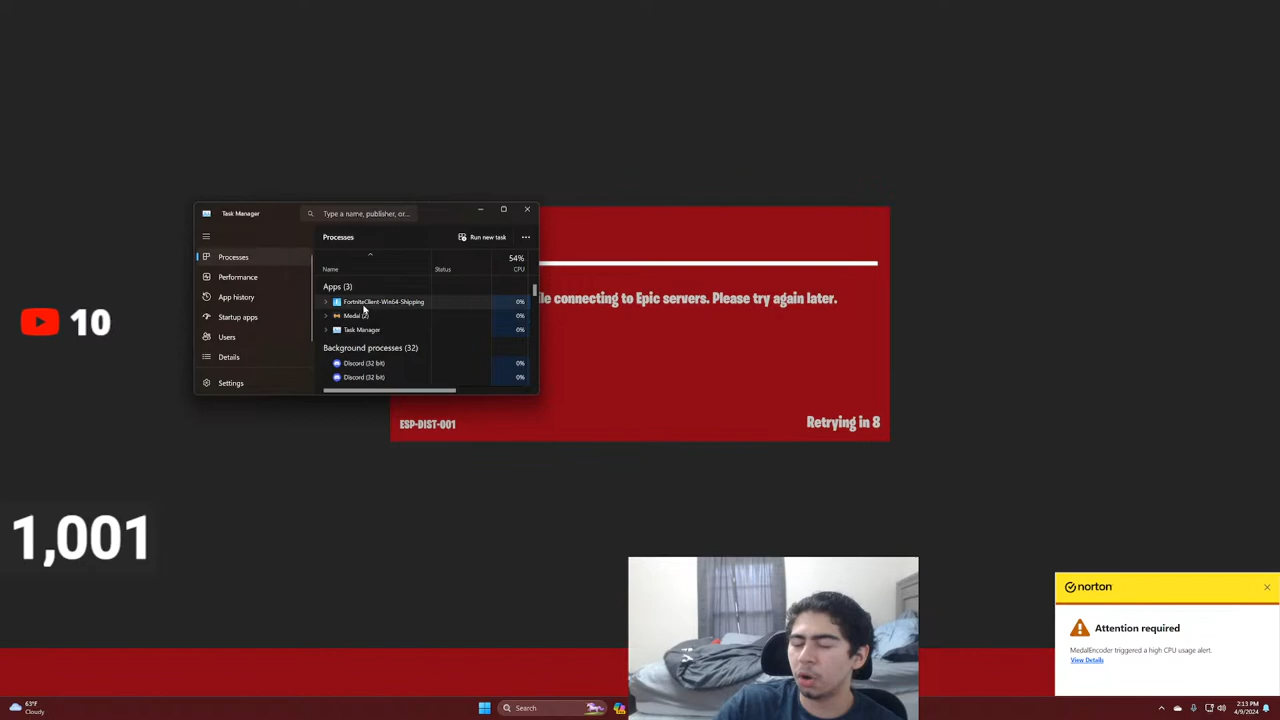 Task Manager
Type a name, publisher, or...
Processes
Run new task
Processes
Performance
App history
Startup apps
Users
Details
Settings
54%
Name
Status
CPU
Apps (3)
FortniteClient-Win64-Shipping
0%
Medal (2)
0%
Task Manager
0%
Background processes (32)
Discord (32 bit)
0%
Discord (32 bit)
0%
le connecting to Epic servers. Please try again later.
ESP-DIST-001
Retrying in 8
10
1,001
norton
Attention required
MedalEncoder triggered a high CPU usage alert.
View Details
63°F
Cloudy
Search
2:13 PM
4/9/2024